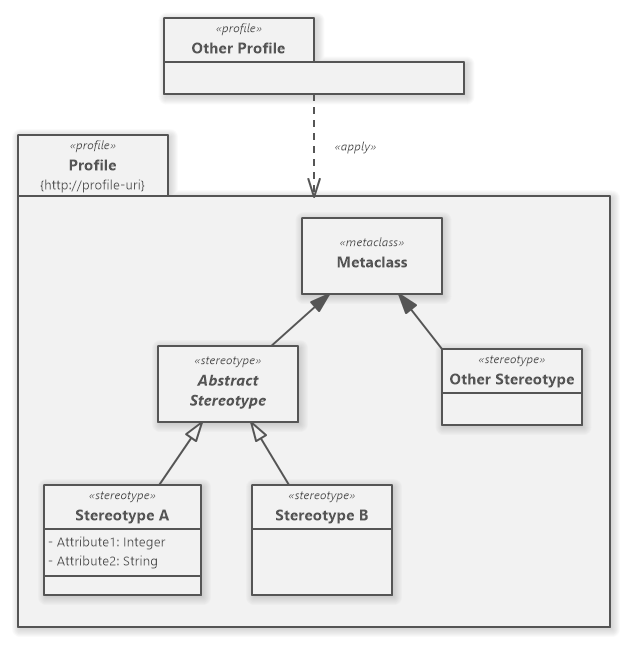 «profile»
Other Profile
«apply»
«profile»
Profile
{http://profile-uri}
«metaclass»
Metaclass
«stereotype»
Abstract
Stereotype
«stereotype»
Other Stereotype
«stereotype»
Stereotype A
- Attribute1: Integer
- Attribute2: String
«stereotype»
Stereotype B